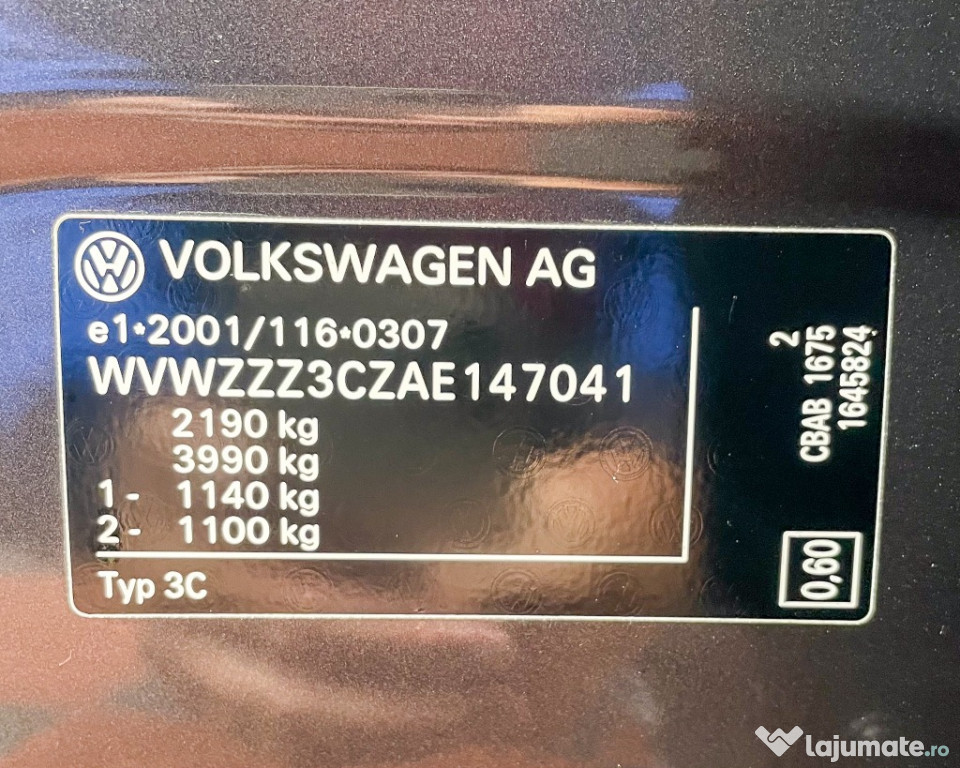 VOLKSWAGEN AG
e1*2001/116*0307
WVWZZZ3CZAE147041
2190 kg
3990 kg
1- 1140 kg
2- 1100 kg
Typ 3C
2
CBAB 1675
1645824
0,60
lajumate.ro